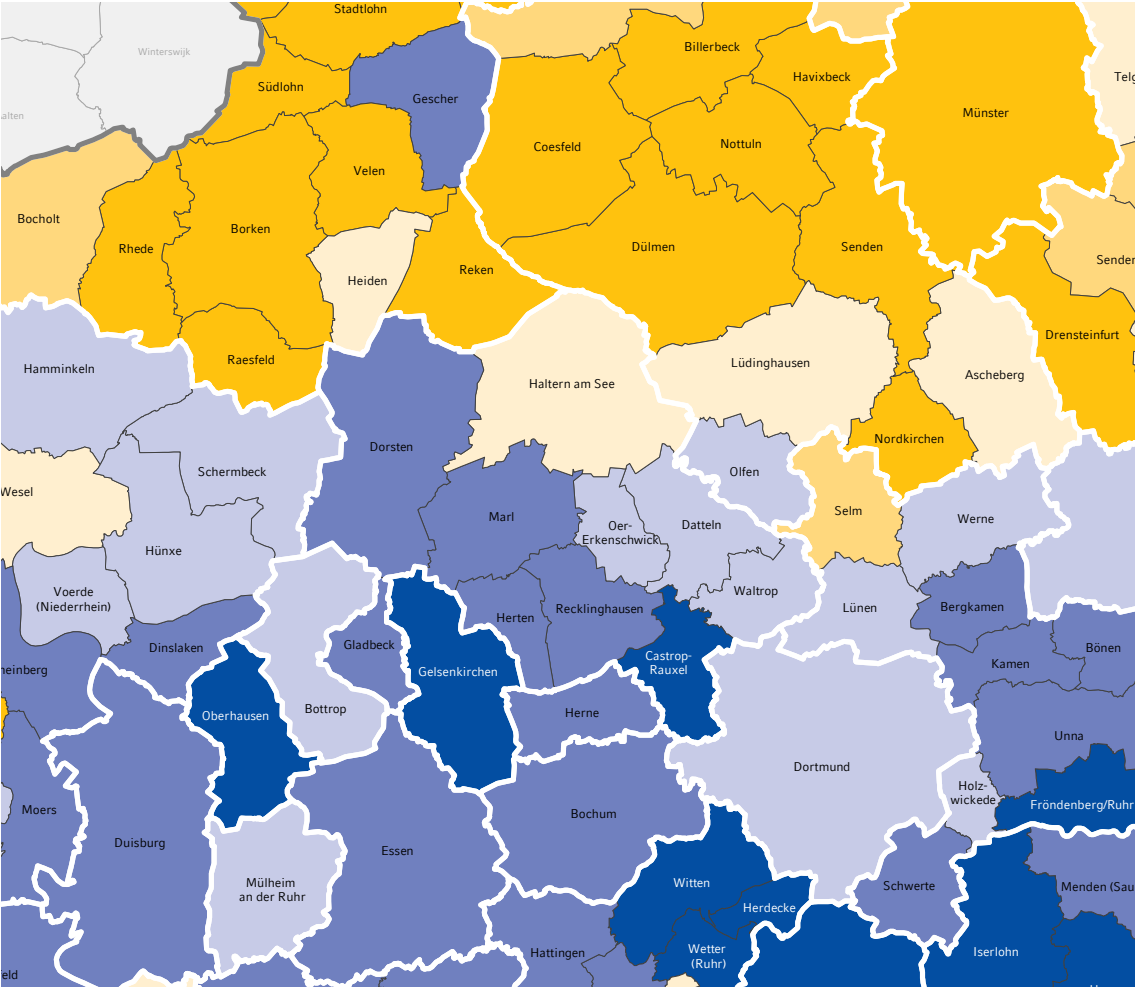 Stadtlohn
Winterswijk
Billerbeck
Südlohn
Havixbeck
Telg
Gescher
Münster
alten
Coesfeld
Nottuln
Velen
Bocholt
Borken
Rhede
Dülmen
Senden
Sender
Reken
Heiden
Drensteinfurt
Raesfeld
Lüdinghausen
Hamminkeln
Ascheberg
Haltern am See
Nordkirchen
Dorsten
Schermbeck
Olfen
Wesel
Selm
Marl
Werne
Oer-
Erkenschwick
Datteln
Hünxe
Voerde
(Niederrhein)
Waltrop
Lünen
Bergkamen
Recklinghausen
Herten
Gladbeck
Dinslaken
Bönen
Castrop-
Rauxel
Kamen
heinberg
Gelsenkirchen
Bottrop
Herne
Oberhausen
Unna
Dortmund
Holz-
wickede
Fröndenberg/Ruhr
Moers
Bochum
Duisburg
Essen
Witten
Schwerte
Menden (Sau
Mülheim
an der Ruhr
Herdecke
Hattingen
Wetter
(Ruhr)
Iserlohn
feld